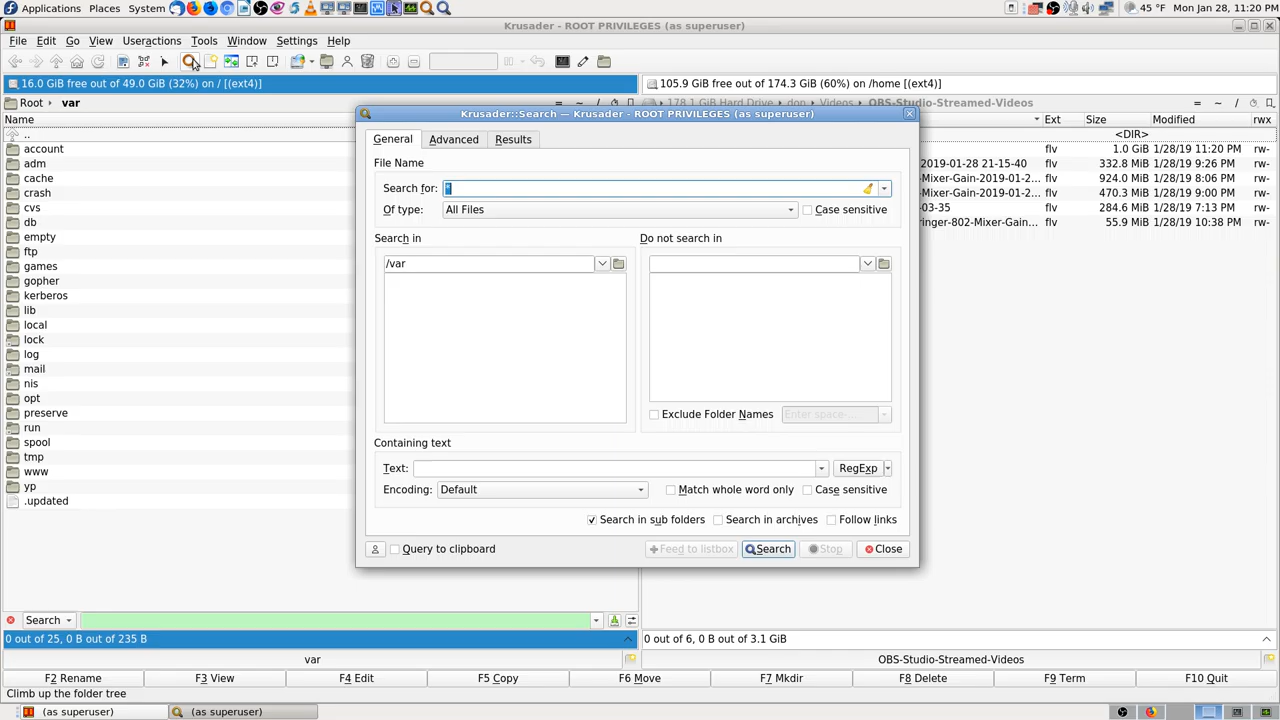 Applications Places System 45 °F Mon Jan 28, 11:20 PM
Krusader - ROOT PRIVILEGES (as superuser)
File Edit Go View Useractions Tools Window Settings Help
16.0 GiB free out of 49.0 GiB (32%) on / [(ext4)]
105.9 GiB free out of 174.3 GiB (60%) on /home [(ext4)]
Root var
178.1 GiB Hard Drive don Videos OBS-Studio-Streamed-Videos
Name
Ext Size Modified rwx
..
<DIR>
account
flv 1.0 GiB 1/28/19 11:20 PM rw-
adm
2019-01-28 21-15-40 flv 332.8 MiB 1/28/19 9:26 PM rw-
cache
-Mixer-Gain-2019-01-2... flv 924.0 MiB 1/28/19 8:06 PM rw-
crash
-Mixer-Gain-2019-01-2... flv 470.3 MiB 1/28/19 9:00 PM rw-
cvs
-03-35 flv 284.6 MiB 1/28/19 7:13 PM rw-
db
ringer-802-Mixer-Gain... flv 55.9 MiB 1/28/19 10:38 PM rw-
empty
ftp
games
gopher
kerberos
lib
local
lock
log
mail
nis
opt
preserve
run
spool
tmp
www
yp
.updated
Krusader::Search — Krusader - ROOT PRIVILEGES (as superuser)
General Advanced Results
File Name
Search for: *
Of type: All Files Case sensitive
Search in
Do not search in
/var
Exclude Folder Names Enter space-...
Containing text
Text: RegExp
Encoding: Default Match whole word only Case sensitive
Search in sub folders Search in archives Follow links
Query to clipboard Feed to listbox Search Stop Close
Search
0 out of 25, 0 B out of 235 B
0 out of 6, 0 B out of 3.1 GiB
var
OBS-Studio-Streamed-Videos
F2 Rename F3 View F4 Edit F5 Copy F6 Move F7 Mkdir F8 Delete F9 Term F10 Quit
Climb up the folder tree
(as superuser) (as superuser)